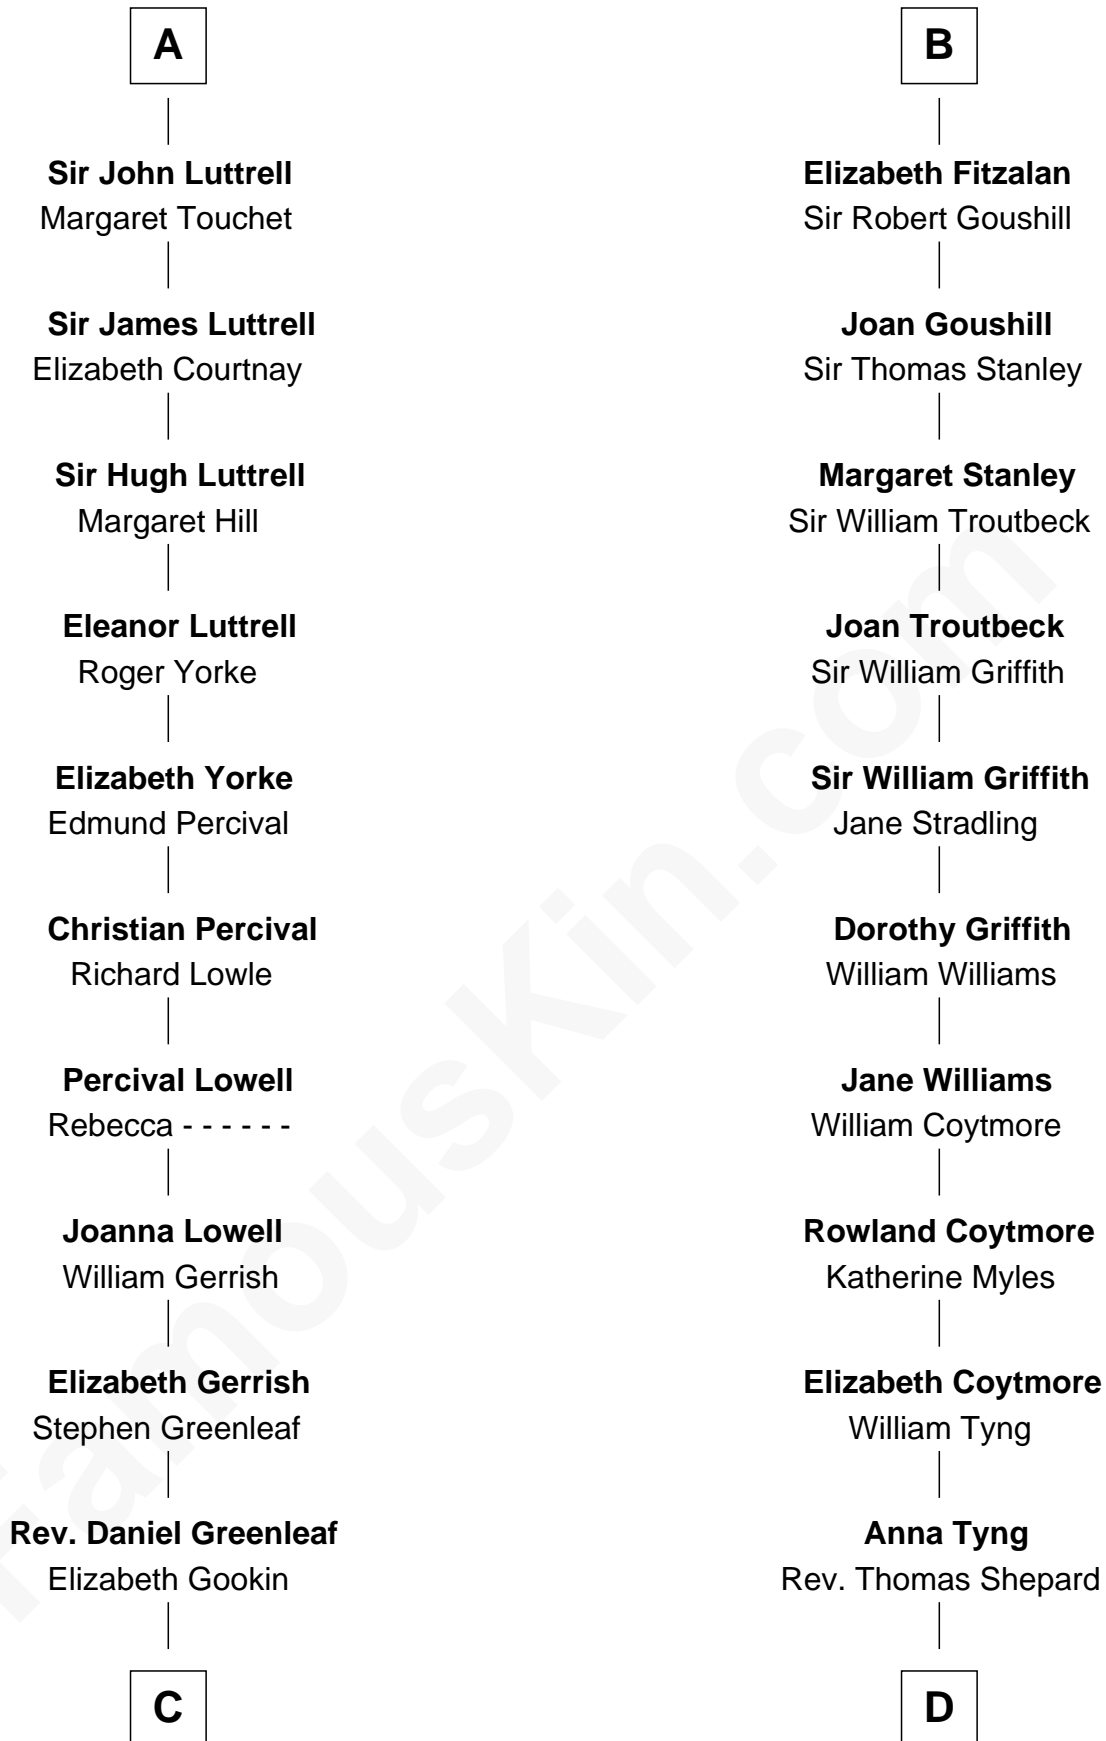 A
Sir John Luttrell
Margaret Touchet
Sir James Luttrell
Elizabeth Courtnay
Sir Hugh Luttrell
Margaret Hill
Eleanor Luttrell
Roger Yorke
Elizabeth Yorke
Edmund Percival
Christian Percival
Richard Lowle
Percival Lowell
Rebecca - - - - - -
Joanna Lowell
William Gerrish
Elizabeth Gerrish
Stephen Greenleaf
Rev. Daniel Greenleaf
Elizabeth Gookin
C
B
Elizabeth Fitzalan
Sir Robert Goushill
Joan Goushill
Sir Thomas Stanley
Margaret Stanley
Sir William Troutbeck
Joan Troutbeck
Sir William Griffith
Sir William Griffith
Jane Stradling
Dorothy Griffith
William Williams
Jane Williams
William Coytmore
Rowland Coytmore
Katherine Myles
Elizabeth Coytmore
William Tyng
Anna Tyng
Rev. Thomas Shepard
D
FamousKin.com